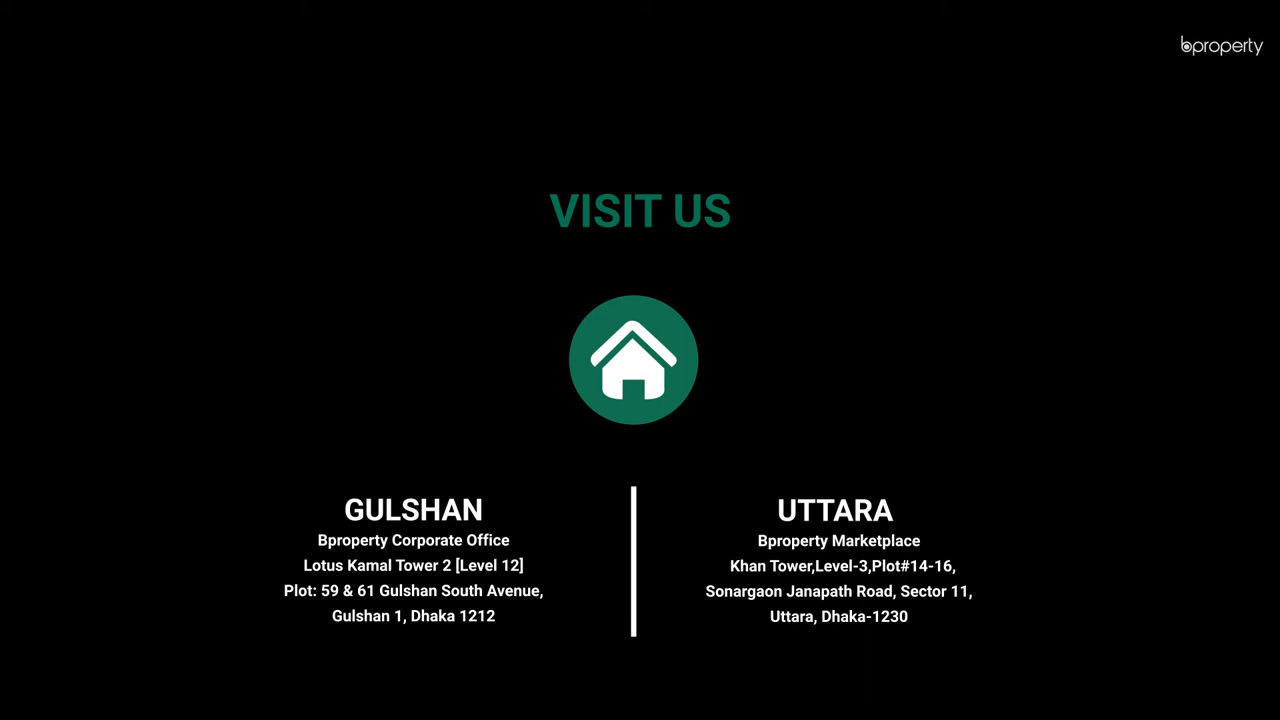 bproperty
VISIT US
GULSHAN
Bproperty Corporate Office
Lotus Kamal Tower 2 [Level 12]
Plot: 59 & 61 Gulshan South Avenue,
Gulshan 1, Dhaka 1212
UTTARA
Bproperty Marketplace
Khan Tower,Level-3,Plot#14-16,
Sonargaon Janapath Road, Sector 11,
Uttara, Dhaka-1230